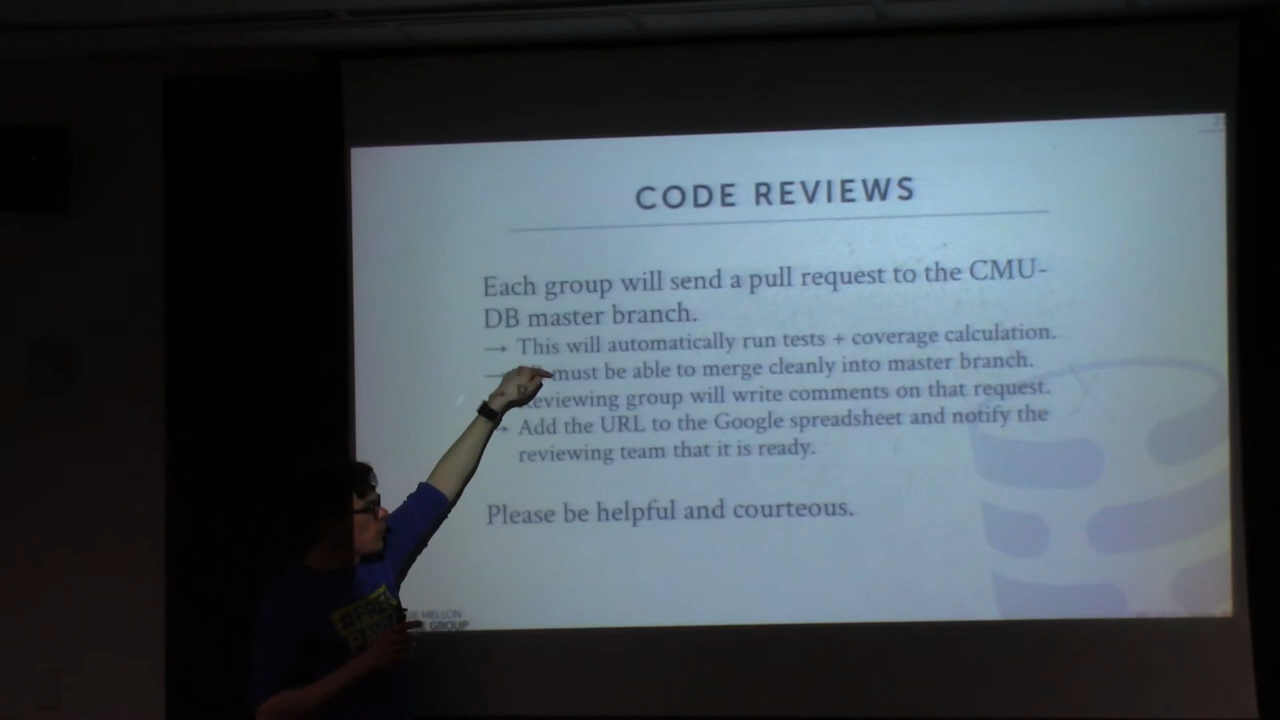 CODE REVIEWS
Each group will send a pull request to the CMU-
DB master branch.
→ This will automatically run tests + coverage calculation.
must be able to merge cleanly into master branch.
Reviewing group will write comments on that request.
→ Add the URL to the Google spreadsheet and notify the
reviewing team that it is ready.
Please be helpful and courteous.
MELLON
GROUP